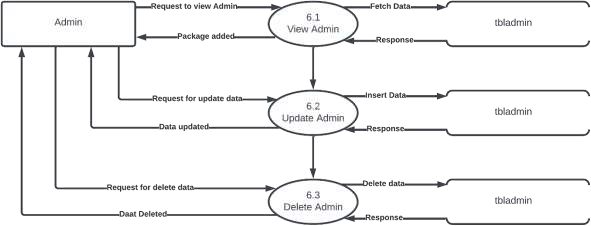 Admin
Request to view Admin
6.1
View Admin
Fetch Data
tbladmin
Package added
Response
Request for update data
6.2
Update Admin
Insert Data
tbladmin
Data updated
Response
Request for delete data
6.3
Delete Admin
Delete data
tbladmin
Daat Deleted
Response